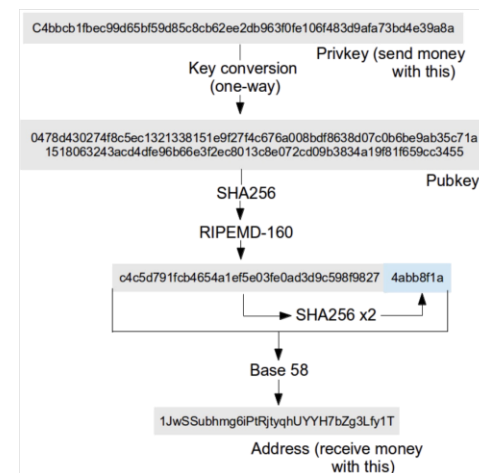 C4bbcb1fbec99d65bf59d85c8cb62ee2db963f0fe106f483d9afa73bd4e39a8a
Privkey (send money
with this)
Key conversion
(one-way)
0478d430274f8c5ec1321338151e9f27f4c676a008bdf8638d07c0b6be9ab35c71a
1518063243acd4dfe96b66e3f2ec8013c8e072cd09b3834a19f81f659cc3455
Pubkey
SHA256
RIPEMD-160
c4c5d791fcb4654a1ef5e03fe0ad3d9c598f9827 4abb8f1a
SHA256 x2
Base 58
1JwSSubhmg6iPtRjtyqhUYYH7bZg3Lfy1T
Address (receive money
with this)